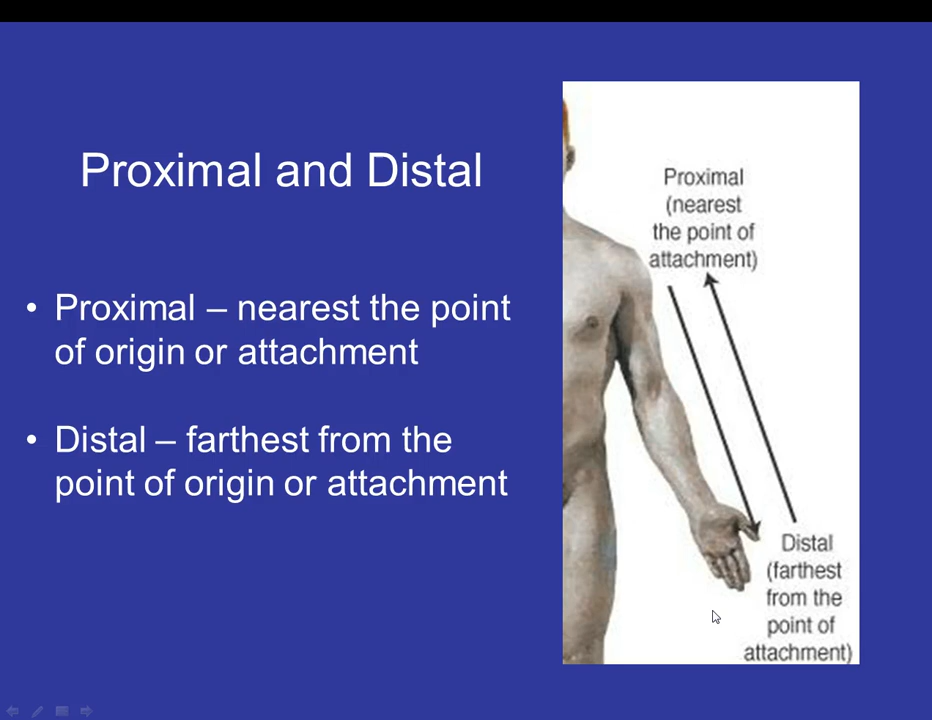 Proximal and Distal
• Proximal – nearest the point
of origin or attachment
• Distal – farthest from the
point of origin or attachment
Proximal
(nearest
the point of
attachment)
Distal
(farthest
from the
point of
attachment)